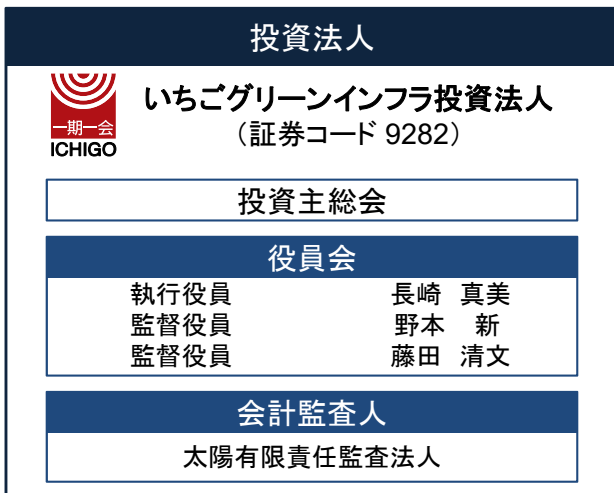 投資法人
一期一会
ICHIGO
いちごグリーンインフラ投資法人
（証券コード 9282）
投資主総会
役員会
執行役員 長崎 真美
監督役員 野本 新
監督役員 藤田 清文
会計監査人
太陽有限責任監査法人